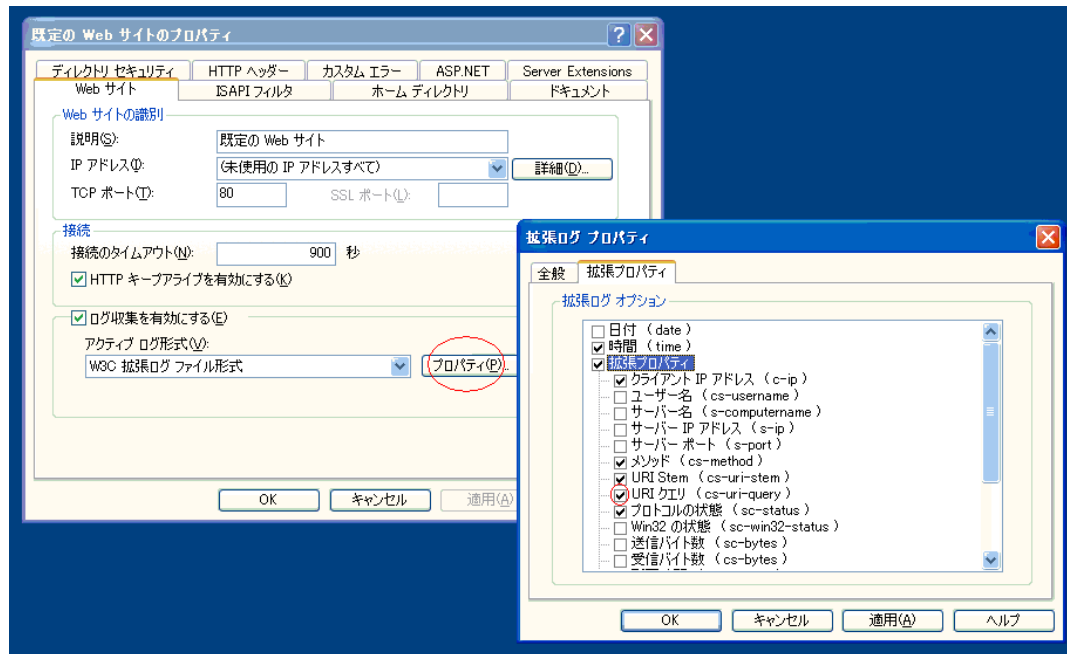 既定の Web サイトのプロパティ
ディレクトリ セキュリティ HTTP ヘッダー カスタム エラー ASP.NET Server Extensions
Web サイト ISAPI フィルタ ホーム ディレクトリ ドキュメント
Web サイトの識別
説明(S): 既定の Web サイト
IP アドレス(I): (未使用の IP アドレスすべて) 詳細(D)...
TCP ポート(T): 80 SSL ポート(L):
接続
接続のタイムアウト(N): 900 秒
HTTP キープアライブを有効にする(K)
ログ収集を有効にする(E)
アクティブ ログ形式(V):
W3C 拡張ログ ファイル形式 プロパティ(P)..
OK キャンセル 適用(A)
拡張ログ プロパティ
全般 拡張プロパティ
拡張ログ オプション
日付 ( date )
時間 ( time )
拡張プロパティ
クライアント IP アドレス ( c-ip )
ユーザー名 ( cs-username )
サーバー名 ( s-computername )
サーバー IP アドレス ( s-ip )
サーバー ポート ( s-port )
メソッド ( cs-method )
URI Stem ( cs-uri-stem )
URI クエリ ( cs-uri-query )
プロトコルの状態 ( sc-status )
Win32 の状態 ( sc-win32-status )
送信バイト数 ( sc-bytes )
受信バイト数 ( cs-bytes )
OK キャンセル 適用(A) ヘルプ